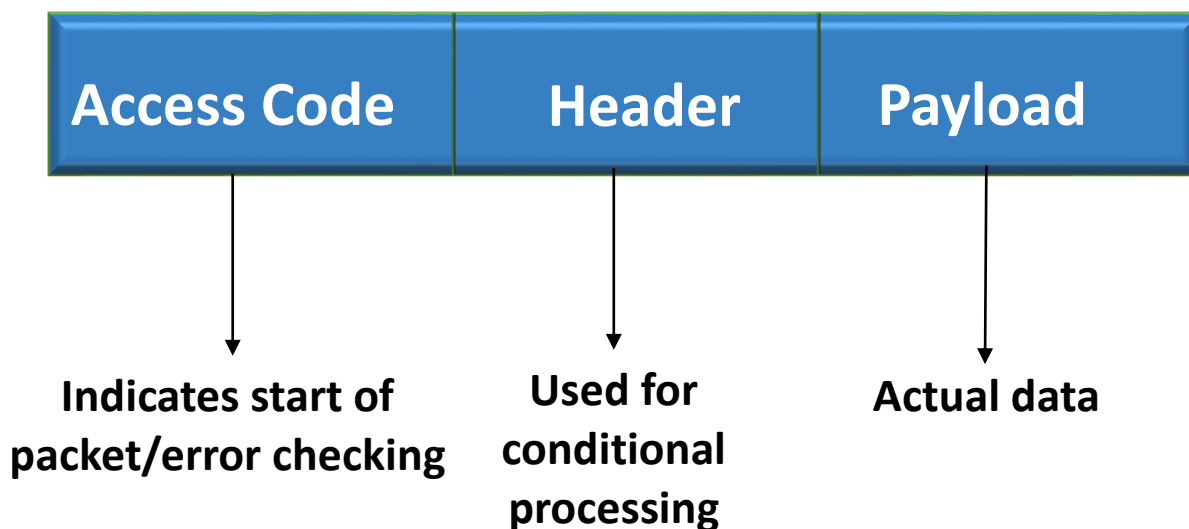 Access Code
Header
Payload
Indicates start of
packet/error checking
Used for
conditional
processing
Actual data